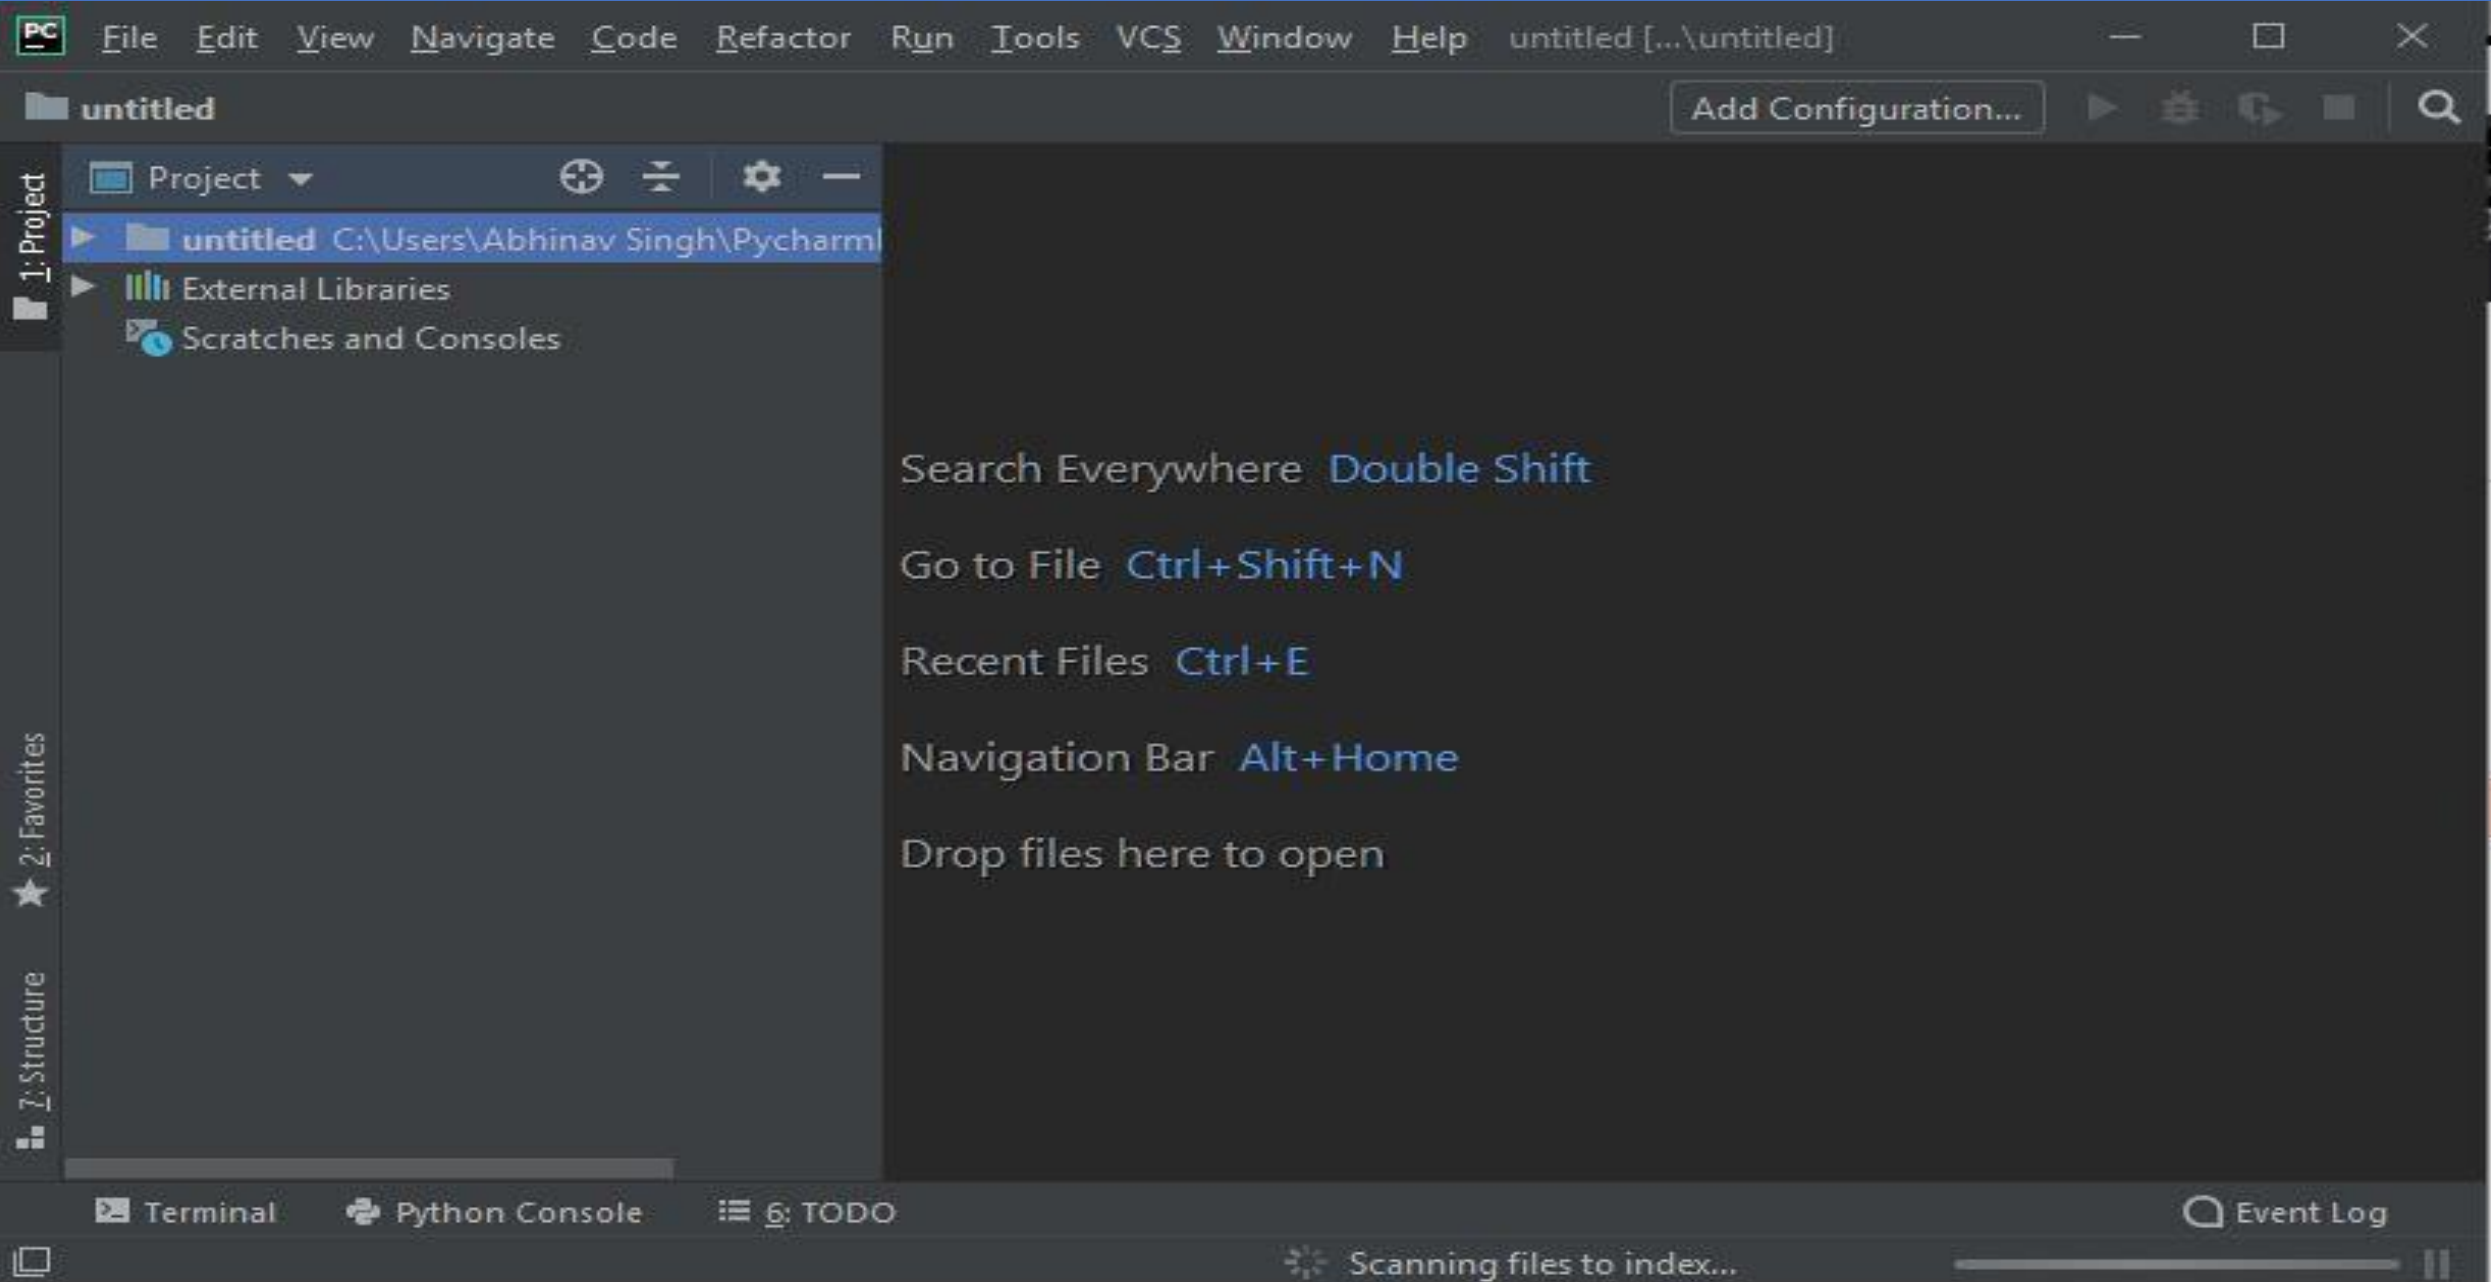 PC File Edit View Navigate Code Refactor Run Tools VCS Window Help untitled [...\untitled]
untitled Add Configuration...
1: Project
Project
untitled C:\Users\Abhinav Singh\Pycharm
External Libraries
Scratches and Consoles
Search Everywhere Double Shift
Go to File Ctrl+Shift+N
Recent Files Ctrl+E
Navigation Bar Alt+Home
Drop files here to open
2: Favorites
7: Structure
Terminal Python Console 6: TODO Event Log
Scanning files to index...